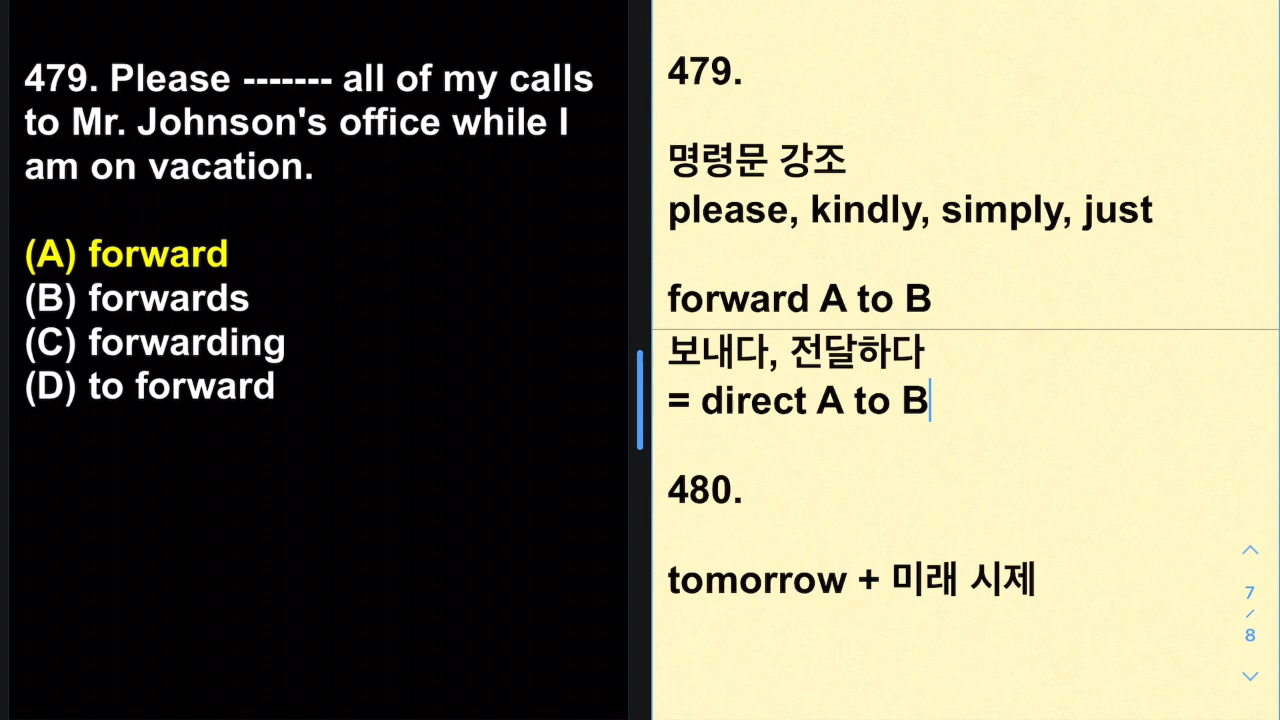 479. Please ------- all of my calls
to Mr. Johnson's office while I
am on vacation.
(A) forward
(B) forwards
(C) forwarding
(D) to forward
479.
명령문 강조
please, kindly, simply, just
forward A to B
보내다, 전달하다
= direct A to B
480.
tomorrow + 미래 시제
7
/
8